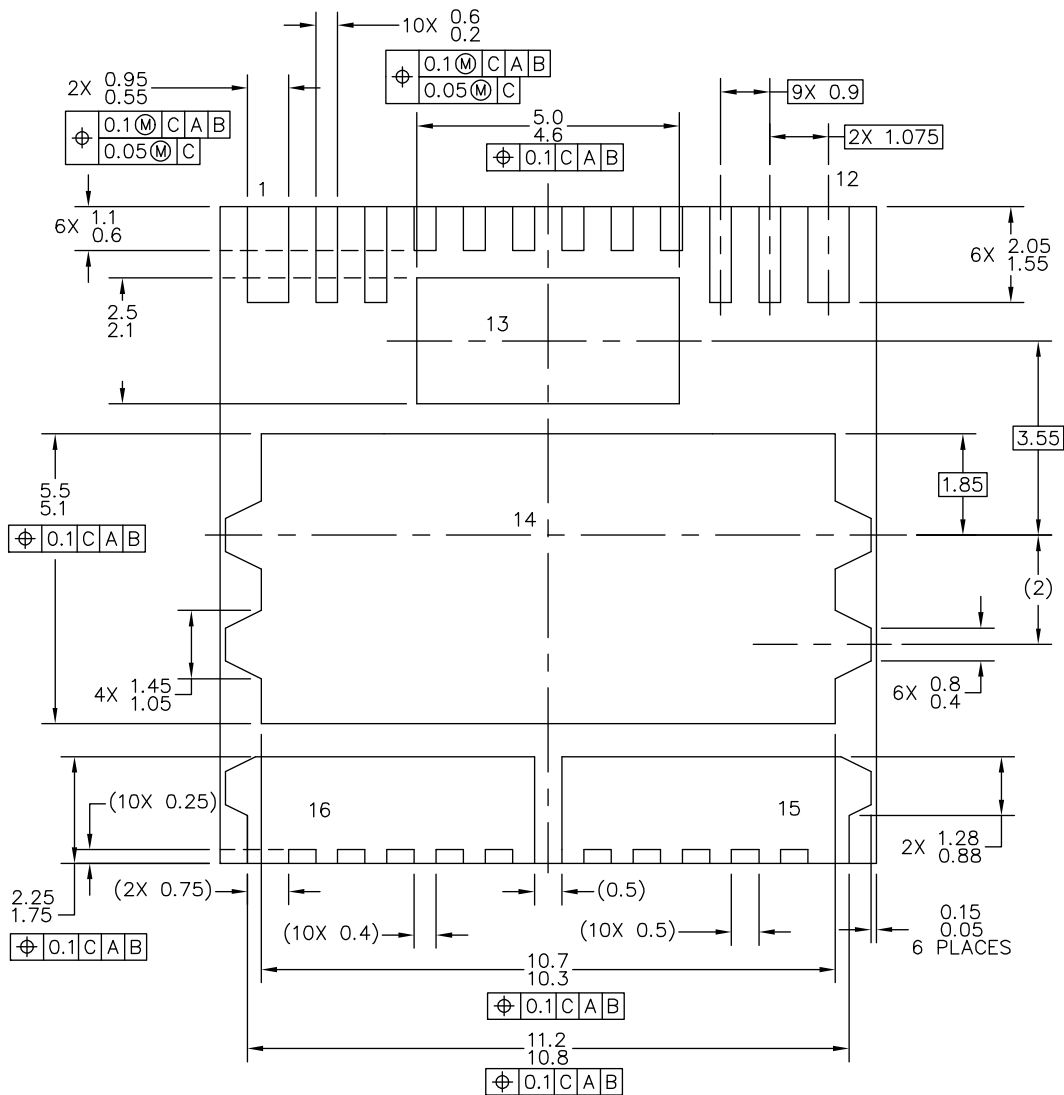 10X 0.6
0.2
⌖ 0.1 Ⓜ C A B
0.05 Ⓜ C
2X 0.95
0.55
⌖ 0.1 Ⓜ C A B
0.05 Ⓜ C
9X 0.9
5.0
4.6
⌖ 0.1 C A B
2X 1.075
1
12
6X 1.1
0.6
6X 2.05
1.55
2.5
2.1
13
3.55
1.85
5.5
5.1
⌖ 0.1 C A B
14
(2)
4X 1.45
1.05
6X 0.8
0.4
(10X 0.25)
16
15
2X 1.28
0.88
2.25
1.75
⌖ 0.1 C A B
(2X 0.75)
(0.5)
(10X 0.4)
(10X 0.5)
0.15
0.05
6 PLACES
10.7
10.3
⌖ 0.1 C A B
11.2
10.8
⌖ 0.1 C A B